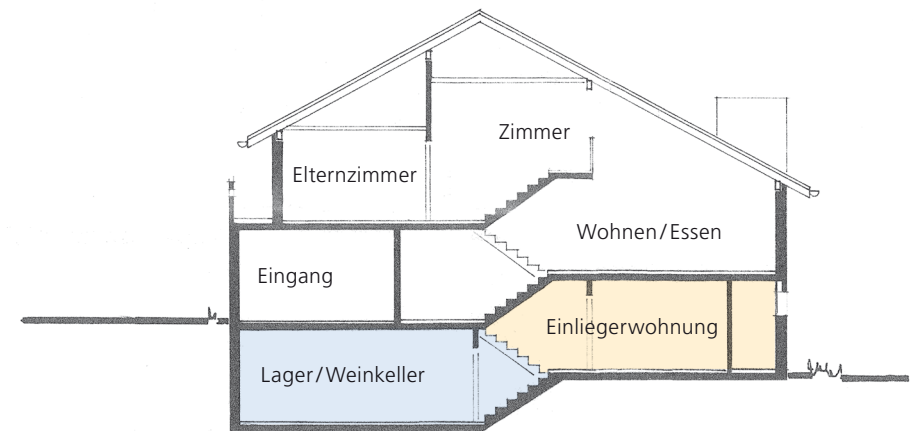 Zimmer
Elternzimmer
Wohnen/Essen
Eingang
Einliegerwohnung
Lager/Weinkeller